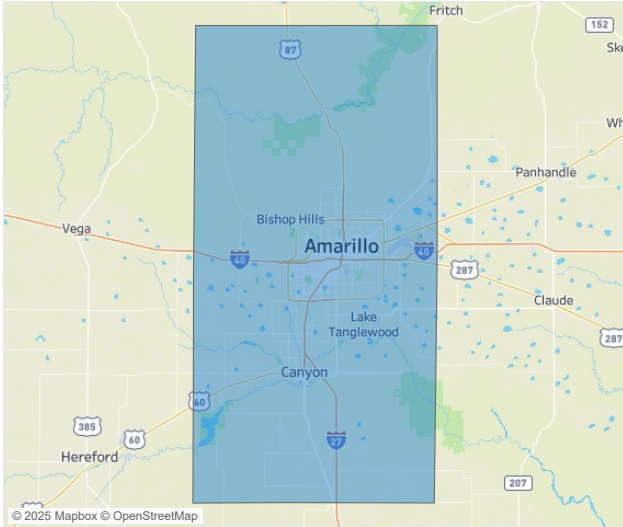 Fritch
152
87
Ske
Wh
Panhandle
Bishop Hills
Vega
Amarillo
40
40
287
Claude
Lake
Tanglewood
287
Canyon
60
385
60
27
Hereford
207
© 2025 Mapbox © OpenStreetMap